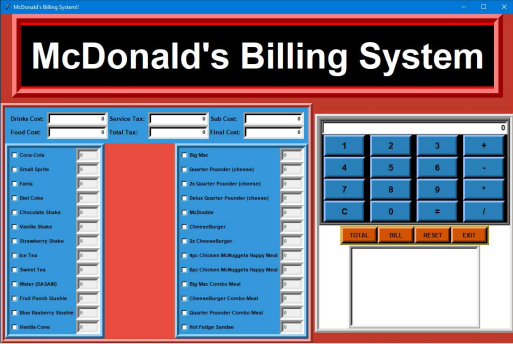 McDonald's Billing System!!
McDonald's Billing System
Drinks Cost: 0 Service Tax: 0 Sub Cost: 0
Food Cost: 0 Total Tax: 0 Final Cost: 0
0
1 2 3 +
4 5 6 -
7 8 9 *
C 0 = /
TOTAL BILL RESET EXIT
Coca-Cola 0
Small Sprite 0
Fanta 0
Diet Coke 0
Chocolate Shake 0
Vanilla Shake 0
Strawberry Shake 0
Ice Tea 0
Sweet Tea 0
Water (DASANI) 0
Fruit Punch Slushie 0
Blue Rasberry Slushie 0
Vanilla Cone 0
Big Mac 0
Quarter Pounder (cheese) 0
2x Quarter Pounder (cheese) 0
Delux Quarter Pounder (cheese) 0
McDouble 0
CheeseBurger 0
2x CheeseBurger 0
4pc Chicken McNuggets Happy Meal 0
6pc Chicken McNuggets Happy Meal 0
Big Mac Combo Meal 0
CheeseBurger Combo Meal 0
Quarter Pounder Combo Meal 0
Hot Fudge Sundae 0